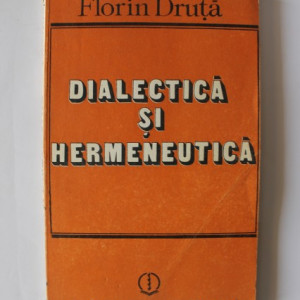 Florin Druță
DIALECTICĂ
ȘI
HERMENEUTICĂ